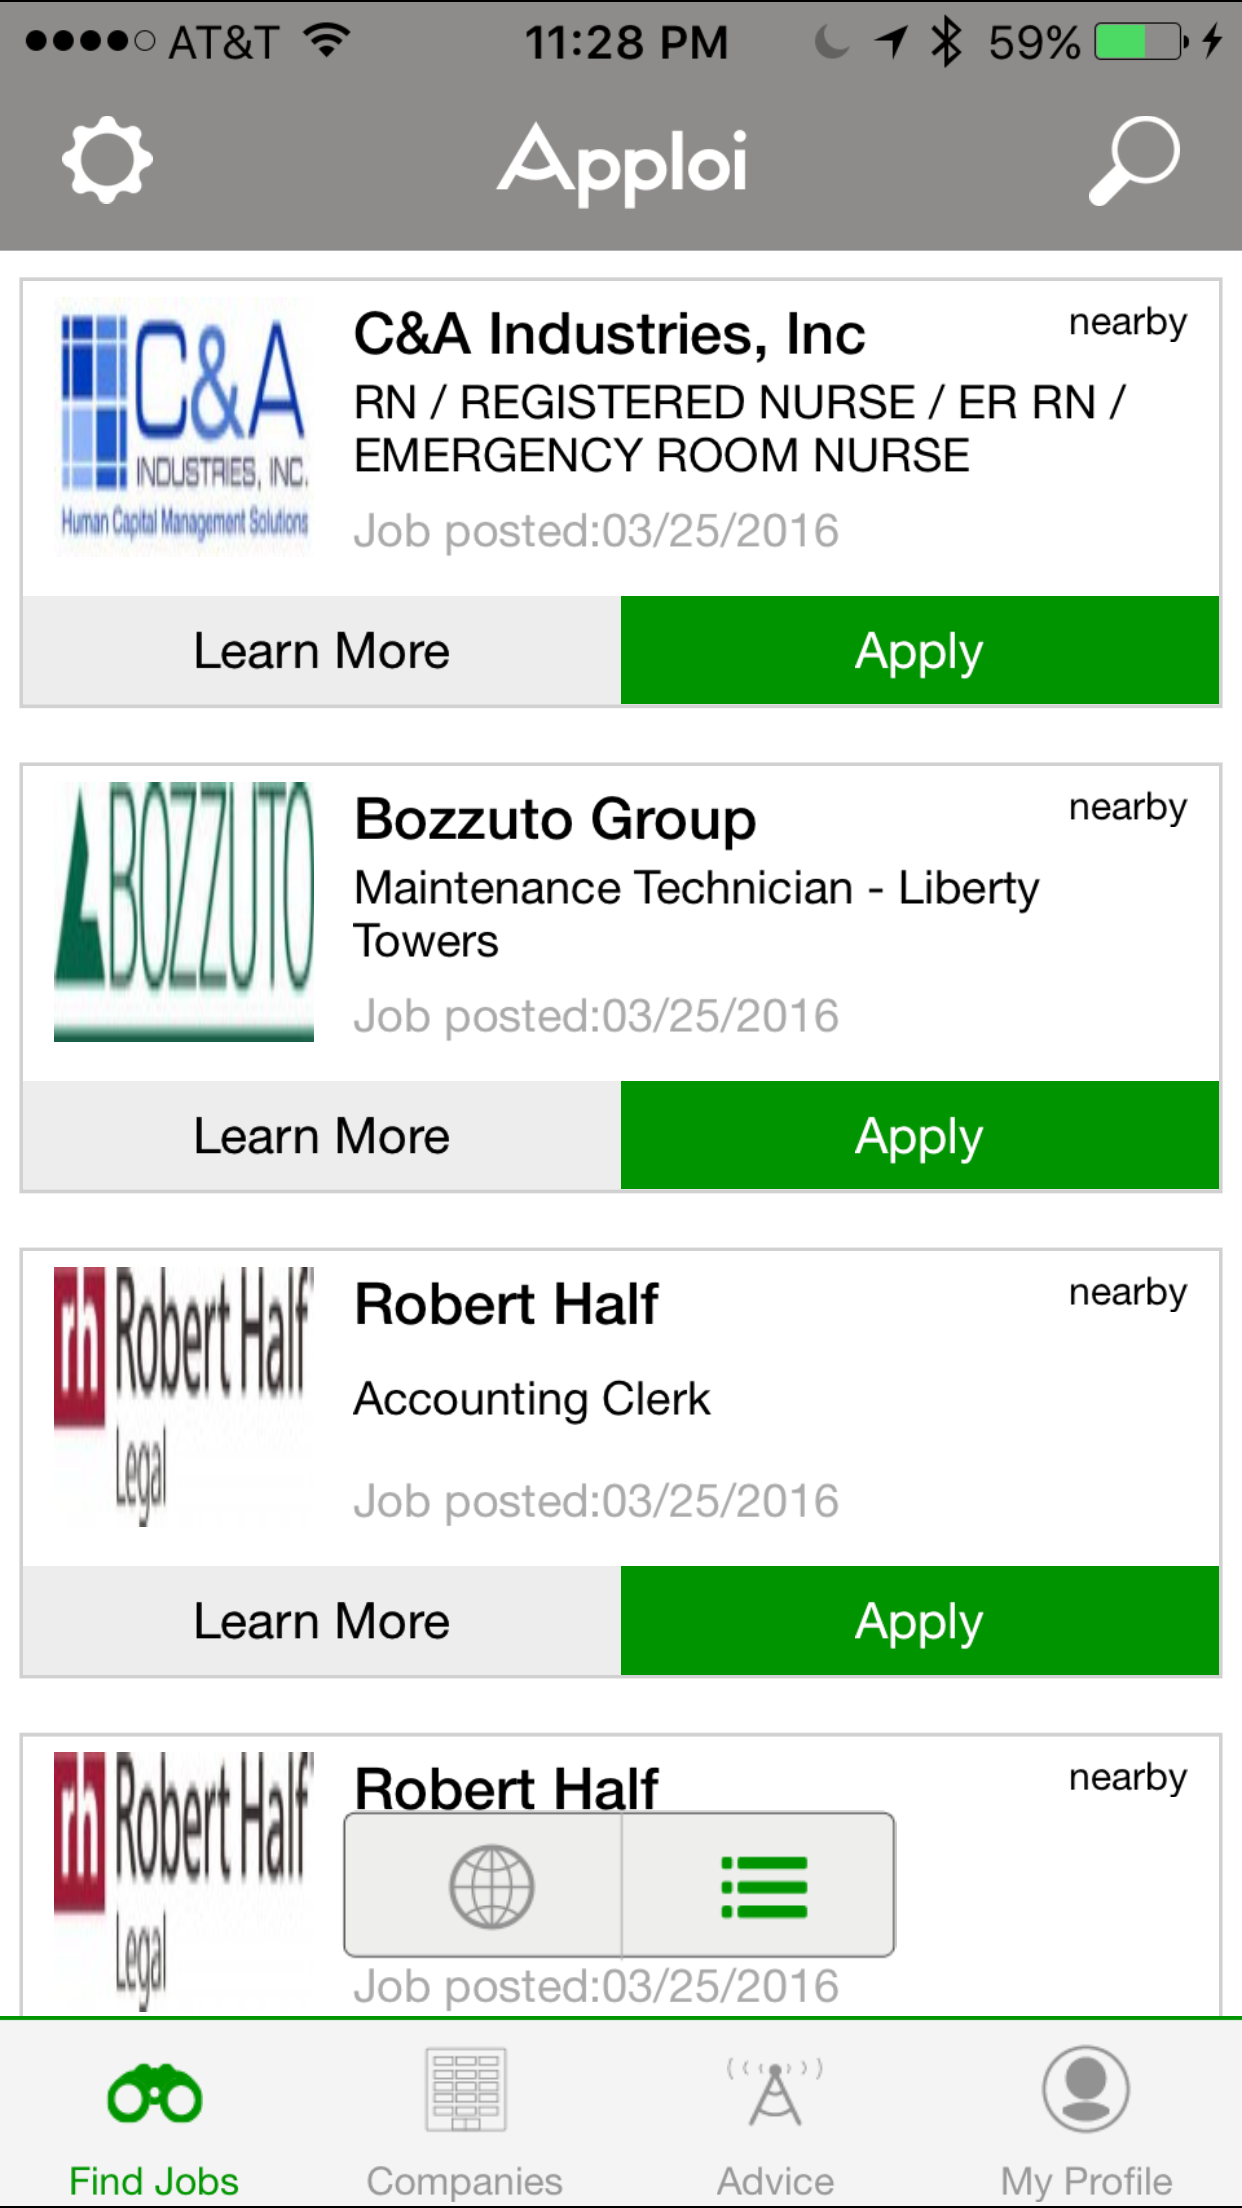 AT&T 11:28 PM 59%
Apploi
C&A
INDUSTRIES, INC.
Human Capital Management Solutions
C&A Industries, Inc
nearby
RN / REGISTERED NURSE / ER RN /
EMERGENCY ROOM NURSE
Job posted:03/25/2016
Learn More
Apply
BOZZUTO
Bozzuto Group
nearby
Maintenance Technician - Liberty
Towers
Job posted:03/25/2016
Learn More
Apply
rh Robert Half
Legal
Robert Half
nearby
Accounting Clerk
Job posted:03/25/2016
Learn More
Apply
rh Robert Half
Legal
Robert Half
nearby
Job posted:03/25/2016
Find Jobs
Companies
Advice
My Profile